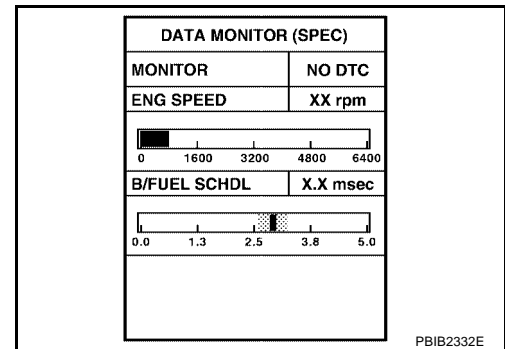 DATA MONITOR (SPEC)
MONITOR NO DTC
ENG SPEED XX rpm
0 1600 3200 4800 6400
B/FUEL SCHDL X.X msec
0.0 1.3 2.5 3.8 5.0
PBIB2332E